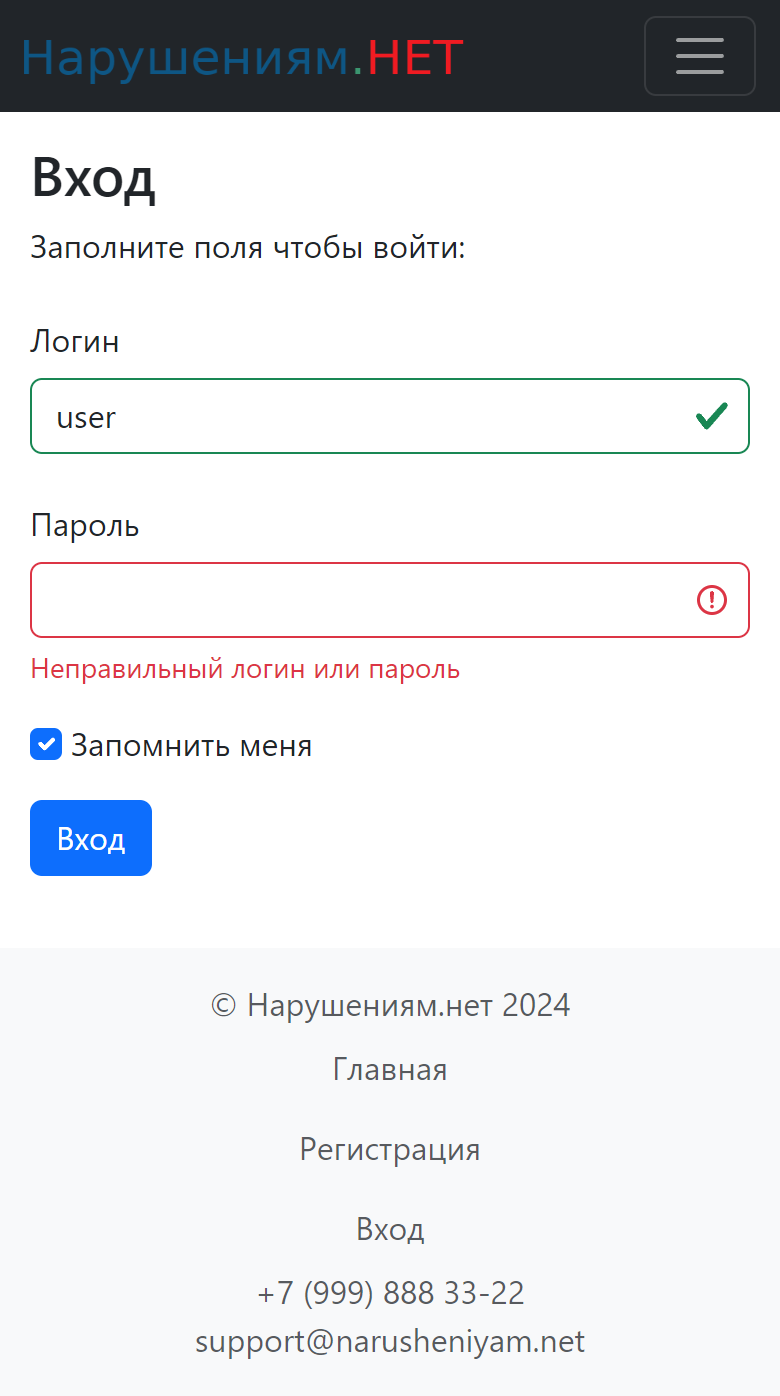 Нарушениям.НЕТ
Вход
Заполните поля чтобы войти:
Логин
user
Пароль
Неправильный логин или пароль
Запомнить меня
Вход
© Нарушениям.нет 2024
Главная
Регистрация
Вход
+7 (999) 888 33-22
support@narusheniyam.net